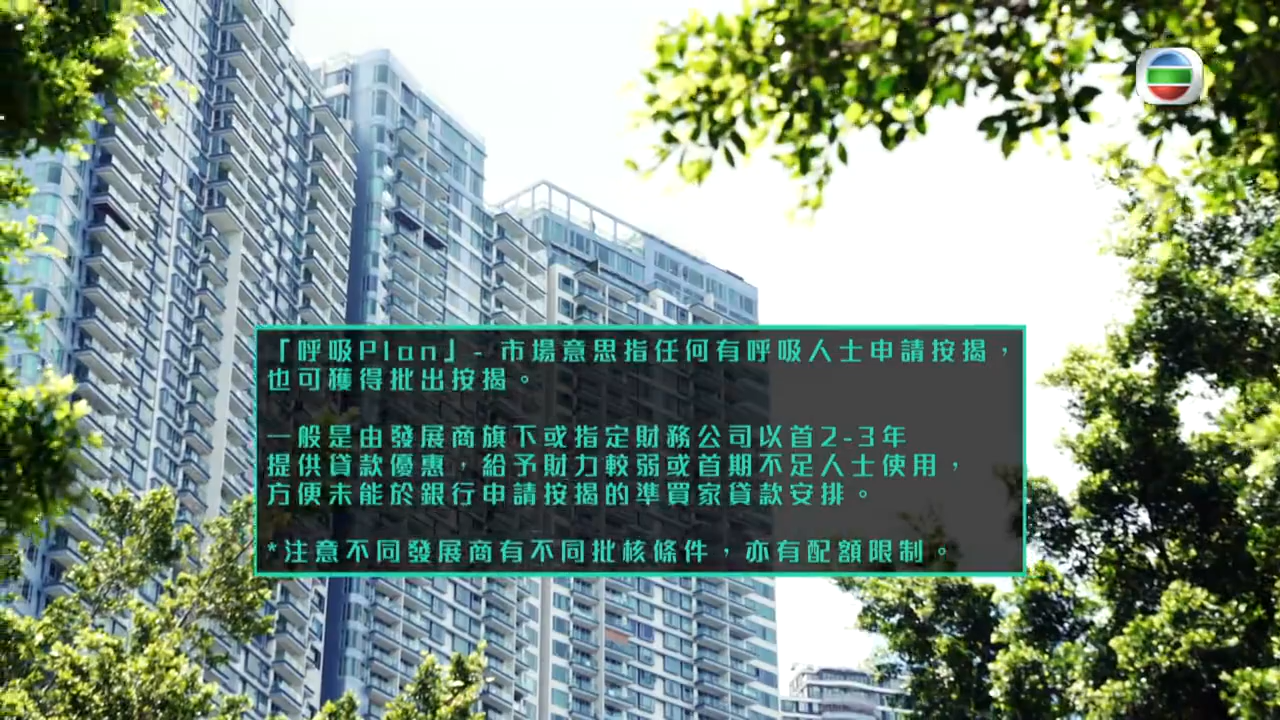 「呼吸Plan」- 市場意思指任何有呼吸人士申請按揭，
也可獲得批出按揭。
一般是由發展商旗下或指定財務公司以首2-3年
提供貸款優惠，給予財力較弱或首期不足人士使用，
方便未能於銀行申請按揭的準買家貸款安排。
*注意不同發展商有不同批核條件，亦有配額限制。